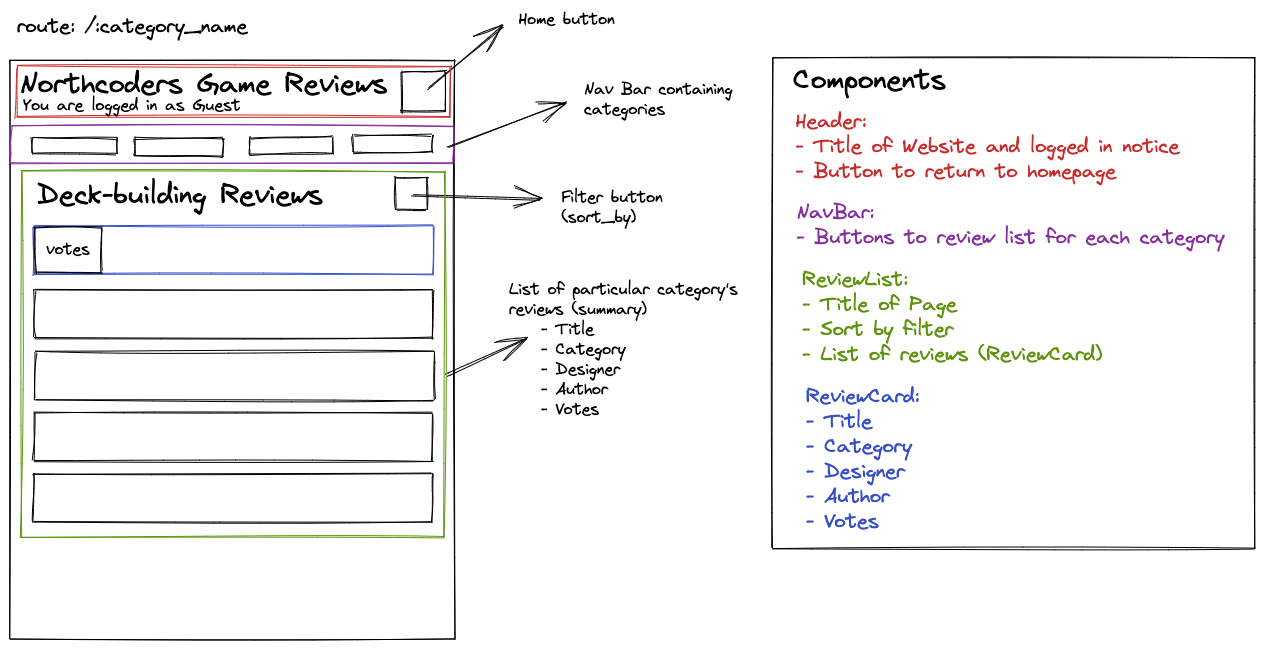 route: /:category_name
Home button
Northcoders Game Reviews
You are logged in as Guest
Nav Bar containing
categories
Deck-building Reviews
Filter button
(sort_by)
votes
List of particular category's
reviews (summary)
- Title
- Category
- Designer
- Author
- Votes
Components
Header:
- Title of Website and logged in notice
- Button to return to homepage
NavBar:
- Buttons to review list for each category
ReviewList:
- Title of Page
- Sort by filter
- List of reviews (ReviewCard)
ReviewCard:
- Title
- Category
- Designer
- Author
- Votes